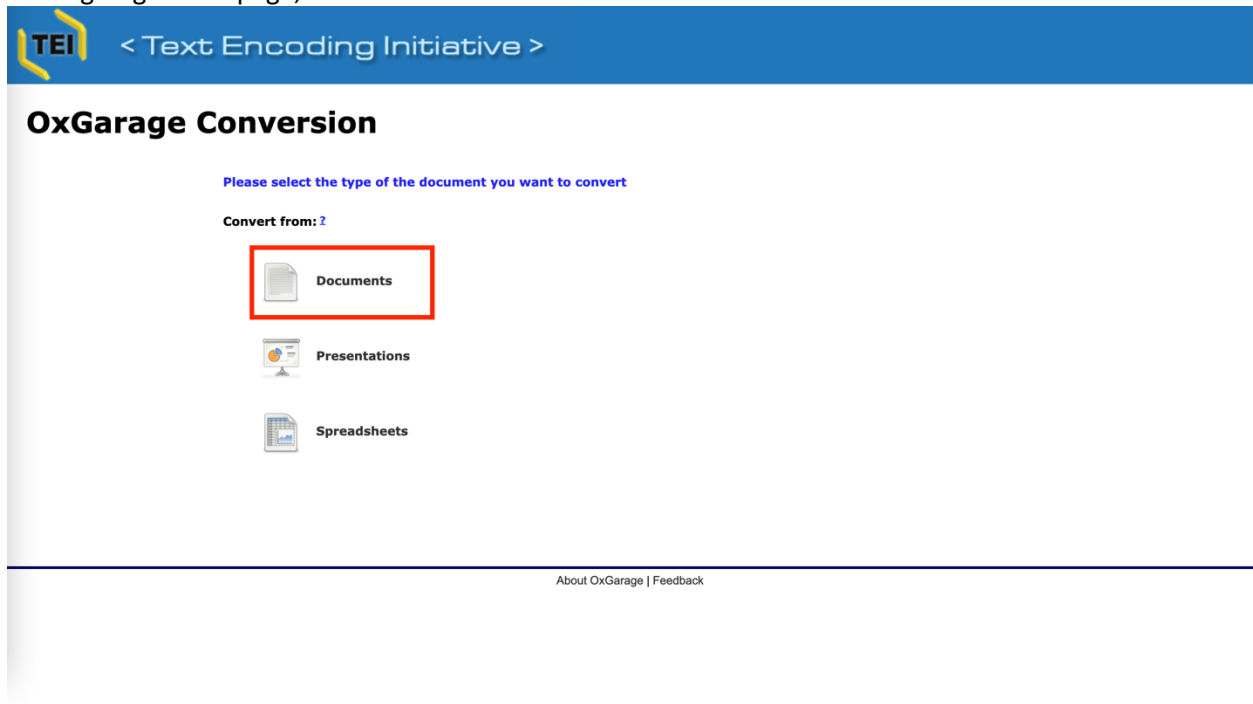 TEI
< Text Encoding Initiative >
OxGarage Conversion
Please select the type of the document you want to convert
Convert from: ?
Documents
Presentations
Spreadsheets
About OxGarage | Feedback